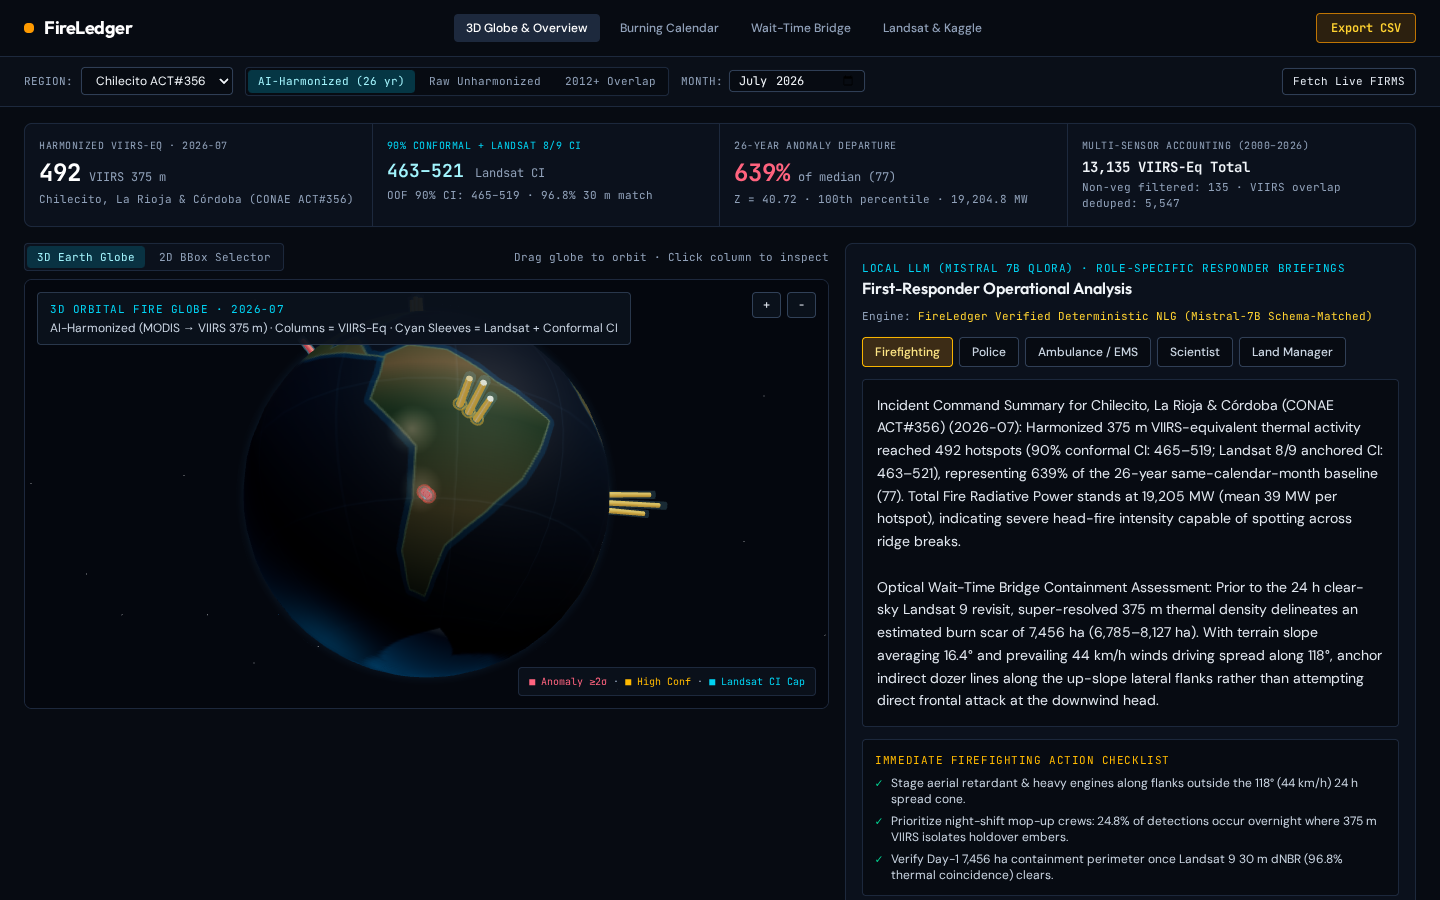 FireLedger
3D Globe & Overview
Burning Calendar
Wait-Time Bridge
Landsat & Kaggle
Export CSV
REGION:
Chilecito ACT#356
AI-Harmonized (26 yr)
Raw Unharmonized
2012+ Overlap
MONTH:
July 2026
Fetch Live FIRMS
HARMONIZED VIIRS-EQ · 2026-07
492 VIIRS 375 m
Chilecito, La Rioja & Córdoba (CONAE ACT#356)
90% CONFORMAL + LANDSAT 8/9 CI
463–521 Landsat CI
OOF 90% CI: 465–519 · 96.8% 30 m match
26-YEAR ANOMALY DEPARTURE
639% of median (77)
Z = 40.72 · 100th percentile · 19,204.8 MW
MULTI-SENSOR ACCOUNTING (2000–2026)
13,135 VIIRS-Eq Total
Non-veg filtered: 135 · VIIRS overlap
deduped: 5,547
3D Earth Globe
2D BBox Selector
Drag globe to orbit · Click column to inspect
3D ORBITAL FIRE GLOBE · 2026-07
AI-Harmonized (MODIS → VIIRS 375 m) · Columns = VIIRS-Eq · Cyan Sleeves = Landsat + Conformal CI
+
-
■ Anomaly ≥2σ · ■ High Conf · ■ Landsat CI Cap
LOCAL LLM (MISTRAL 7B QLORA) · ROLE-SPECIFIC RESPONDER BRIEFINGS
First-Responder Operational Analysis
Engine: FireLedger Verified Deterministic NLG (Mistral-7B Schema-Matched)
Firefighting
Police
Ambulance / EMS
Scientist
Land Manager
Incident Command Summary for Chilecito, La Rioja & Córdoba (CONAE
ACT#356) (2026-07): Harmonized 375 m VIIRS-equivalent thermal activity
reached 492 hotspots (90% conformal CI: 465–519; Landsat 8/9 anchored CI:
463–521), representing 639% of the 26-year same-calendar-month baseline
(77). Total Fire Radiative Power stands at 19,205 MW (mean 39 MW per
hotspot), indicating severe head-fire intensity capable of spotting across
ridge breaks.
Optical Wait-Time Bridge Containment Assessment: Prior to the 24 h clear-
sky Landsat 9 revisit, super-resolved 375 m thermal density delineates an
estimated burn scar of 7,456 ha (6,785–8,127 ha). With terrain slope
averaging 16.4° and prevailing 44 km/h winds driving spread along 118°, anchor
indirect dozer lines along the up-slope lateral flanks rather than attempting
direct frontal attack at the downwind head.
IMMEDIATE FIREFIGHTING ACTION CHECKLIST
✓ Stage aerial retardant & heavy engines along flanks outside the 118° (44 km/h) 24 h
spread cone.
✓ Prioritize night-shift mop-up crews: 24.8% of detections occur overnight where 375 m
VIIRS isolates holdover embers.
✓ Verify Day-1 7,456 ha containment perimeter once Landsat 9 30 m dNBR (96.8%
thermal coincidence) clears.